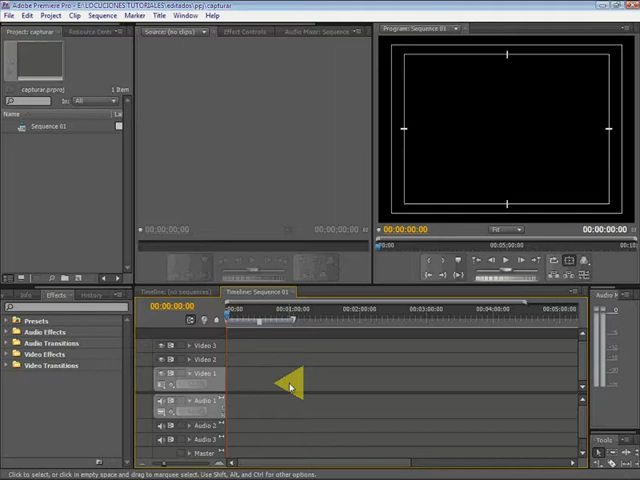 Adobe Premiere Pro - E:\LOCUCIONES TUTORIALES\editados\ppj\capturar
File Edit Project Clip Sequence Marker Title Window Help
Project: capturar Resource Cent
Source: (no clips) Effect Controls Audio Mixer: Sequence
Program: Sequence 01
capturar.prproj 1 Item
In: All
Name La
Sequence 01
00;00;00;00 00;00;00;00
00:00:00:00 Fit 00:00:00:00
00:05:00:00
Info Effects History
Presets
Audio Effects
Audio Transitions
Video Effects
Video Transitions
Timeline: (no sequences) Timeline: Sequence 01
00:00:00:00
00:01:00:00 00:02:00:00 00:03:00:00 00:04:00:00 00:05:00:00
Video 3
Video 2
Video 1
Audio 1
Audio 2
Audio 3
Master
Audio M
0
Tools
Click to select, or click in empty space and drag to marquee select. Use Shift, Alt, and Ctrl for other options.